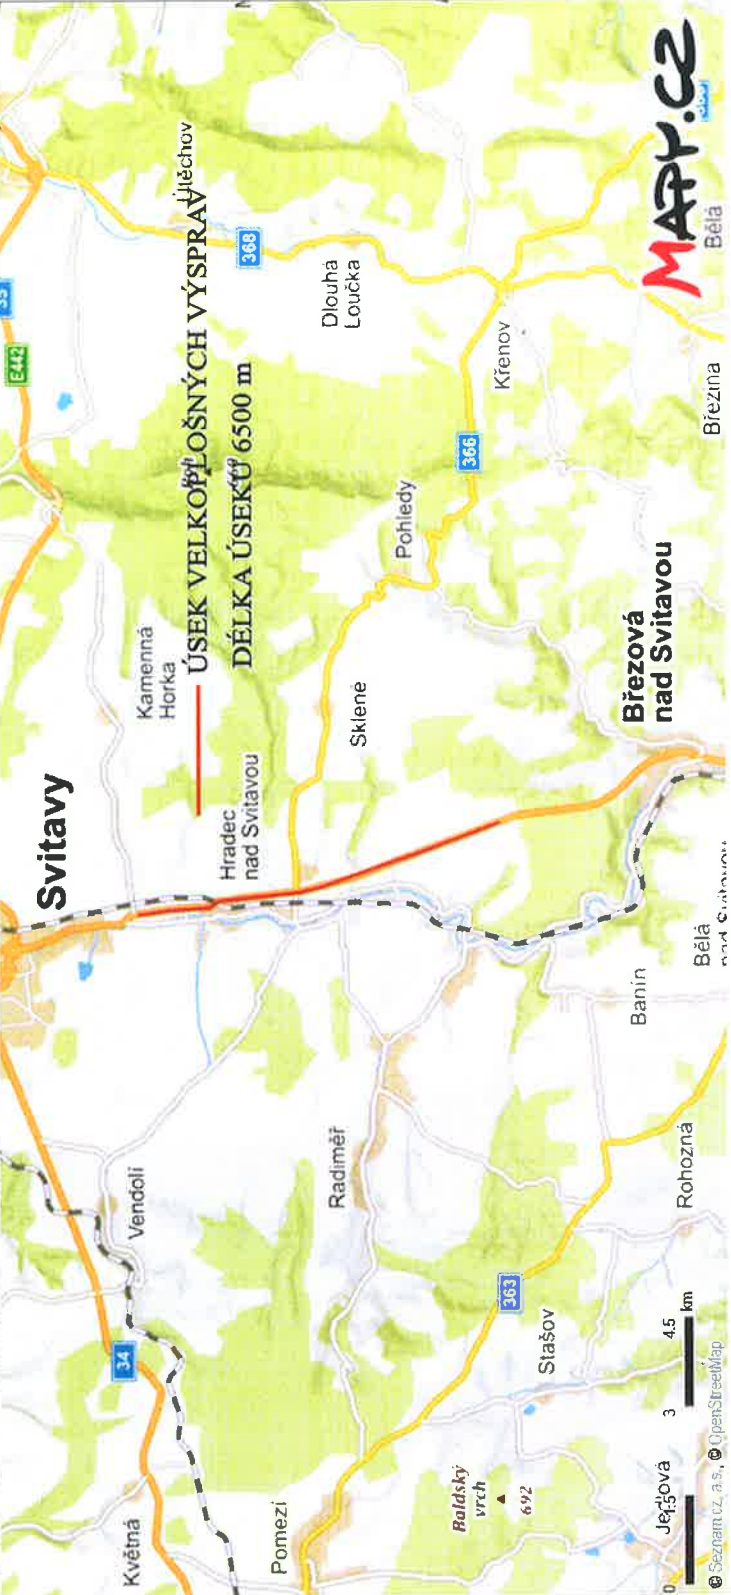 Svitavy
Kamenná
Horka
Hradec
nad Svitavou
ÚSEK VELKOPLOŠNÝCH VÝSPRAV
DÉLKA ÚSEKU 6500 m
Útěchov
E442
35
368
Dlouhá
Loučka
Křenov
366
Pohledy
Sklené
Březová
nad Svitavou
Březina
Bělá
MAPY.CZ
Květná
34
Vendolí
Pomezí
Radiměř
363
Stašov
Baldský
vrch
692
Banín
Bělá
Rohozná
Jedlová
0 1.5 3 4.5 km
© Seznam.cz, a.s., © OpenStreetMap